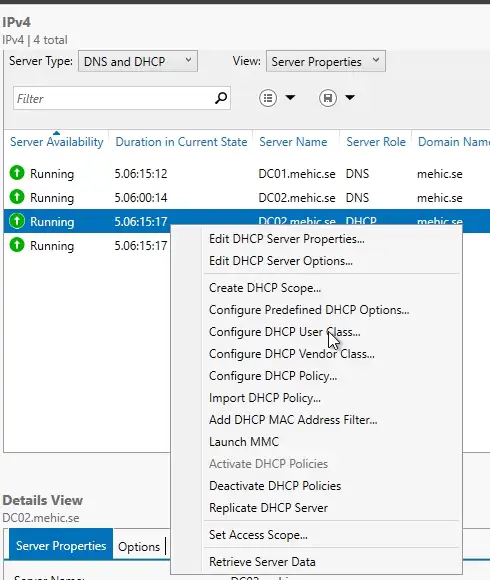 IPv4
IPv4 | 4 total
Server Type: DNS and DHCP View: Server Properties
Filter
Server Availability Duration in Current State Server Name Server Role Domain Name
Running 5.06:15:12 DC01.mehic.se DNS mehic.se
Running 5.06:00:14 DC02.mehic.se DNS mehic.se
Running 5.06:15:17 DC02.mehic.se DHCP mehic.se
Running 5.06:15:17
Edit DHCP Server Properties...
Edit DHCP Server Options...
Create DHCP Scope...
Configure Predefined DHCP Options...
Configure DHCP User Class...
Configure DHCP Vendor Class...
Configure DHCP Policy...
Import DHCP Policy...
Add DHCP MAC Address Filter...
Launch MMC
Activate DHCP Policies
Deactivate DHCP Policies
Replicate DHCP Server
Set Access Scope...
Retrieve Server Data
Details View
DC02.mehic.se
Server Properties Options
Server Name: DC02.mehic.se